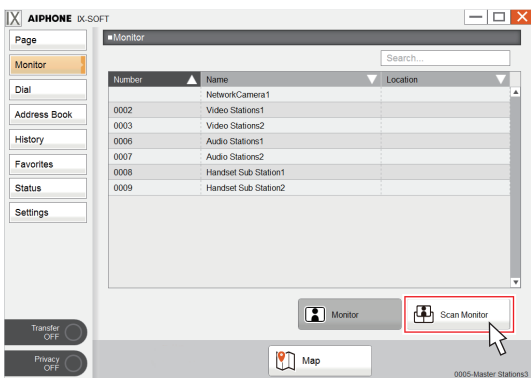 IX AIPHONE IX-SOFT
Page
Monitor
Dial
Address Book
History
Favorites
Status
Settings
Transfer
OFF
Privacy
OFF
■Monitor
Search...
Number Name Location
NetworkCamera1
0002 Video Stations1
0003 Video Stations2
0006 Audio Stations1
0007 Audio Stations2
0008 Handset Sub Station1
0009 Handset Sub Station2
Monitor
Scan Monitor
Map
0005-Master Stations3